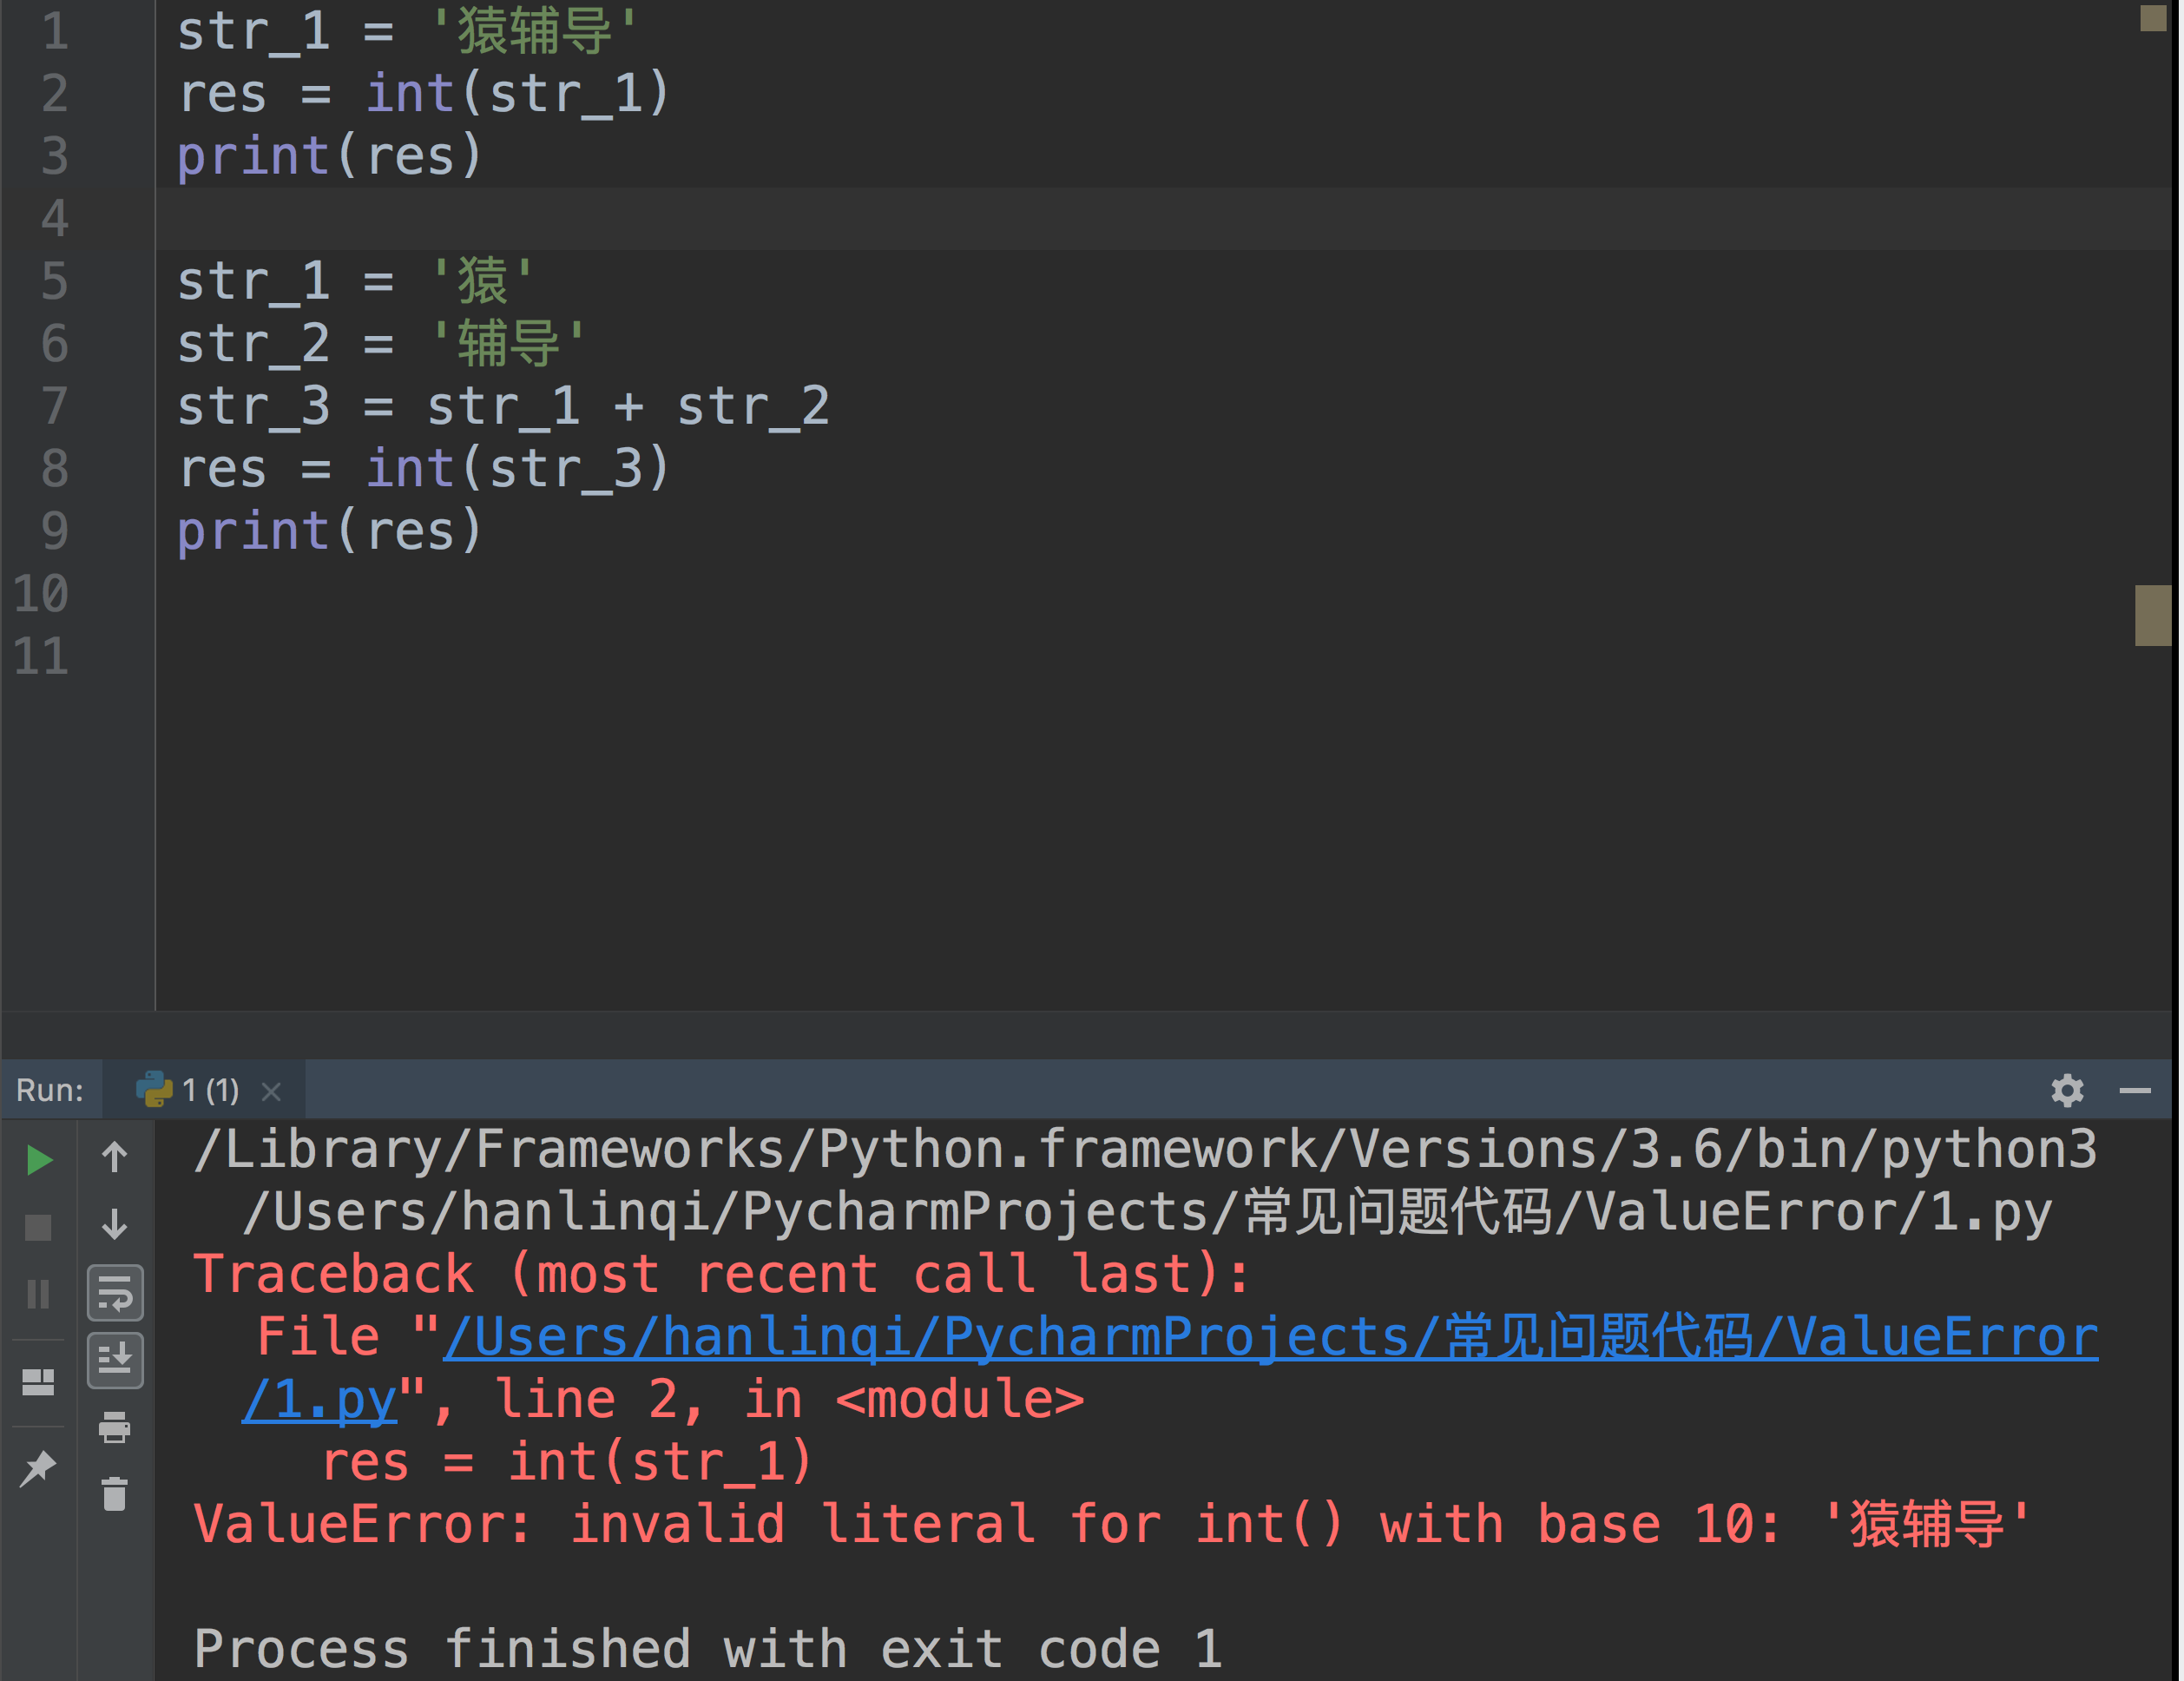 1 str_1 = '猿辅导'
2 res = int(str_1)
3 print(res)
4
5 str_1 = '猿'
6 str_2 = '辅导'
7 str_3 = str_1 + str_2
8 res = int(str_3)
9 print(res)
10
11
Run: 1 (1)
/Library/Frameworks/Python.framework/Versions/3.6/bin/python3
/Users/hanlinqi/PycharmProjects/常见问题代码/ValueError/1.py
Traceback (most recent call last):
File "/Users/hanlinqi/PycharmProjects/常见问题代码/ValueError
/1.py", line 2, in <module>
res = int(str_1)
ValueError: invalid literal for int() with base 10: '猿辅导'
Process finished with exit code 1